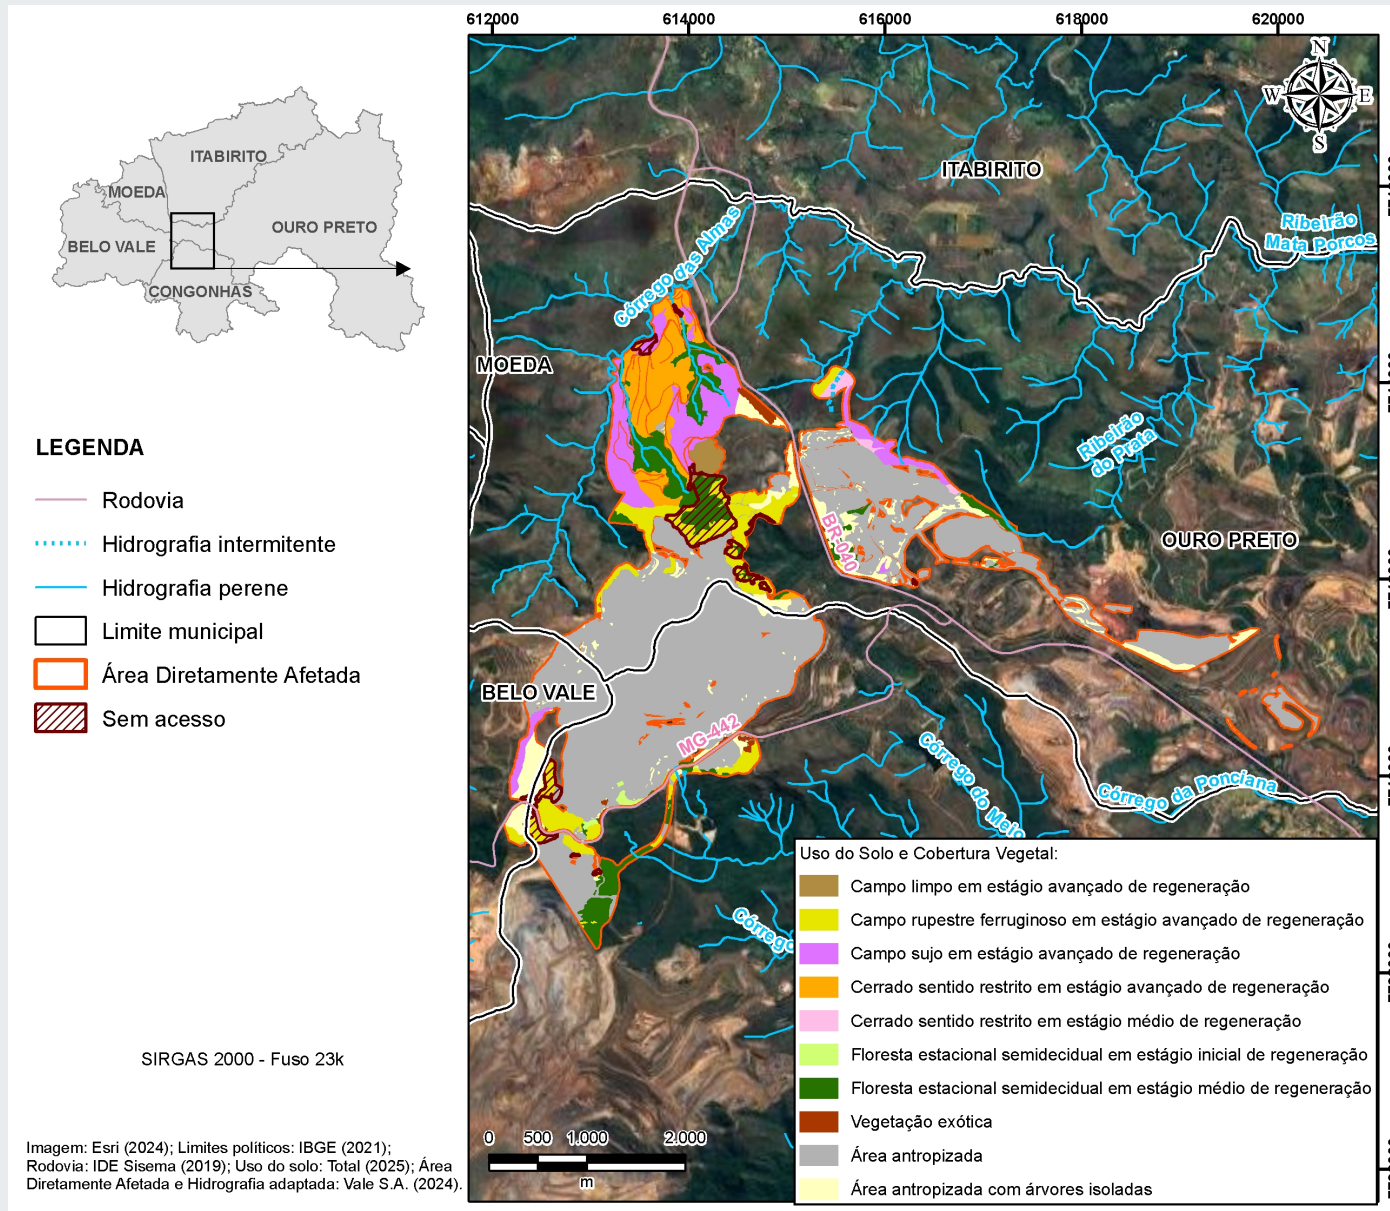 612000 614000 616000 618000 620000
N
W E
S
ITABIRITO
MOEDA
OURO PRETO
BELO VALE
CONGONHAS
ITABIRITO
Ribeirão
Mata Porcos
Córrego das Almas
MOEDA
Ribeirão
do Prata
BR-040
OURO PRETO
BELO VALE
MG-442
Córrego do Meio
Córrego da Ponciana
Córrego
LEGENDA
Rodovia
Hidrografia intermitente
Hidrografia perene
Limite municipal
Área Diretamente Afetada
Sem acesso
Uso do Solo e Cobertura Vegetal:
Campo limpo em estágio avançado de regeneração
Campo rupestre ferruginoso em estágio avançado de regeneração
Campo sujo em estágio avançado de regeneração
Cerrado sentido restrito em estágio avançado de regeneração
Cerrado sentido restrito em estágio médio de regeneração
Floresta estacional semidecidual em estágio inicial de regeneração
Floresta estacional semidecidual em estágio médio de regeneração
Vegetação exótica
Área antropizada
Área antropizada com árvores isoladas
0 500 1.000 2.000
m
SIRGAS 2000 - Fuso 23k
Imagem: Esri (2024); Limites políticos: IBGE (2021);
Rodovia: IDE Sisema (2019); Uso do solo: Total (2025); Área
Diretamente Afetada e Hidrografia adaptada: Vale S.A. (2024).